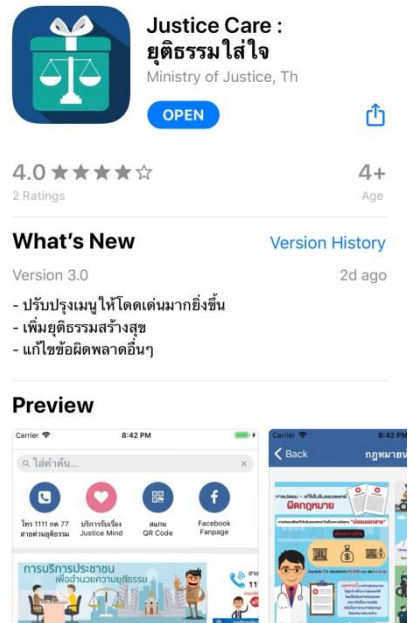 Justice Care :
ยุติธรรมใส่ใจ
Ministry of Justice, Th
OPEN
4.0 ★★★★☆
4+
2 Ratings
Age
What's New
Version History
Version 3.0
2d ago
- ปรับปรุงเมนูให้โดดเด่นมากยิ่งขึ้น
- เพิ่มยุติธรรมสร้างสุข
- แก้ไขข้อผิดพลาดอื่นๆ
Preview
Carrier
8:42 PM
ใส่คำค้น...
โทร 1111 กด 77
สายด่วนยุติธรรม
บริการรับเรื่อง
Justice Mind
สแกน
QR Code
Facebook
Fanpage
การบริการประชาชน
เพื่ออำนวยความยุติธรรม
สาย
11
Carrier
8:42 PM
Back
กฎหมายน
ผิดกฎหมาย